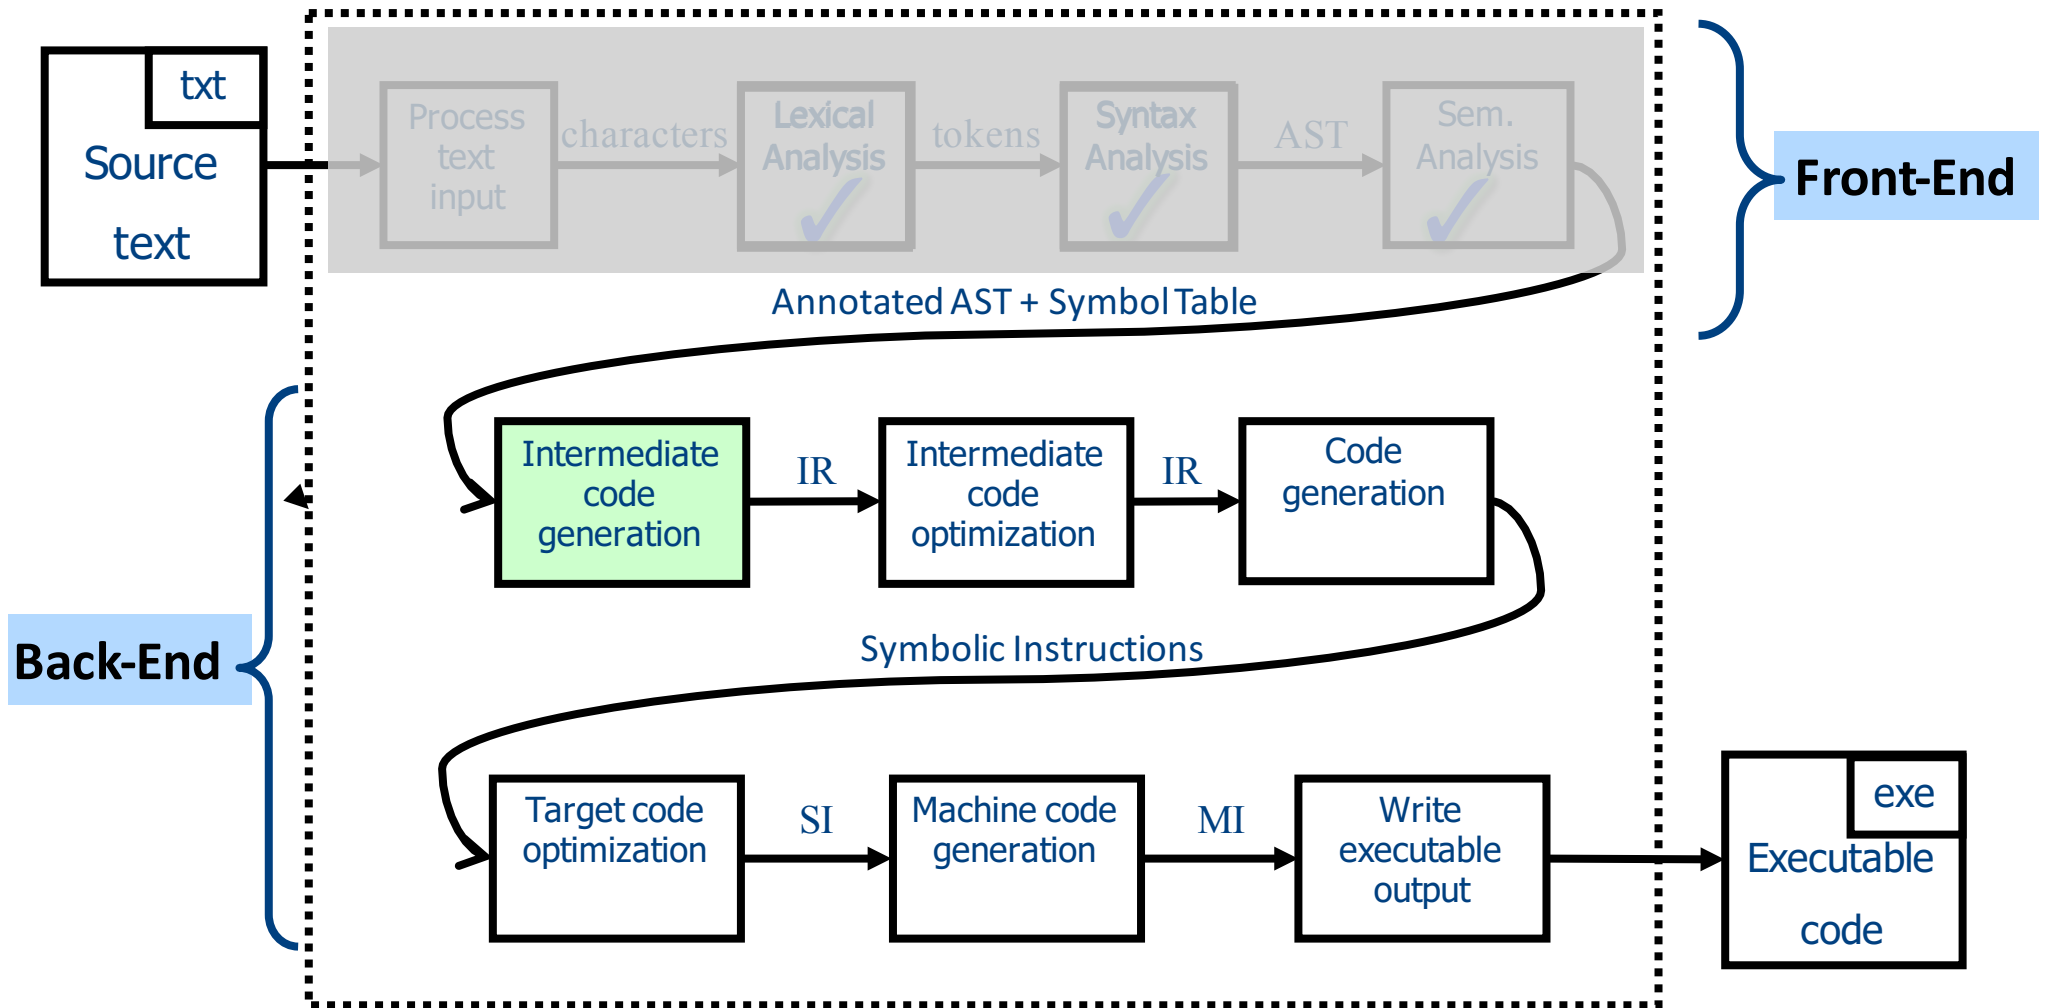 txt
Source
text
Process
text
input
characters
Lexical
Analysis
tokens
Syntax
Analysis
AST
Sem.
Analysis
Front-End
Annotated AST + Symbol Table
Intermediate
code
generation
IR
Intermediate
code
optimization
IR
Code
generation
Back-End
Symbolic Instructions
Target code
optimization
SI
Machine code
generation
MI
Write
executable
output
exe
Executable
code